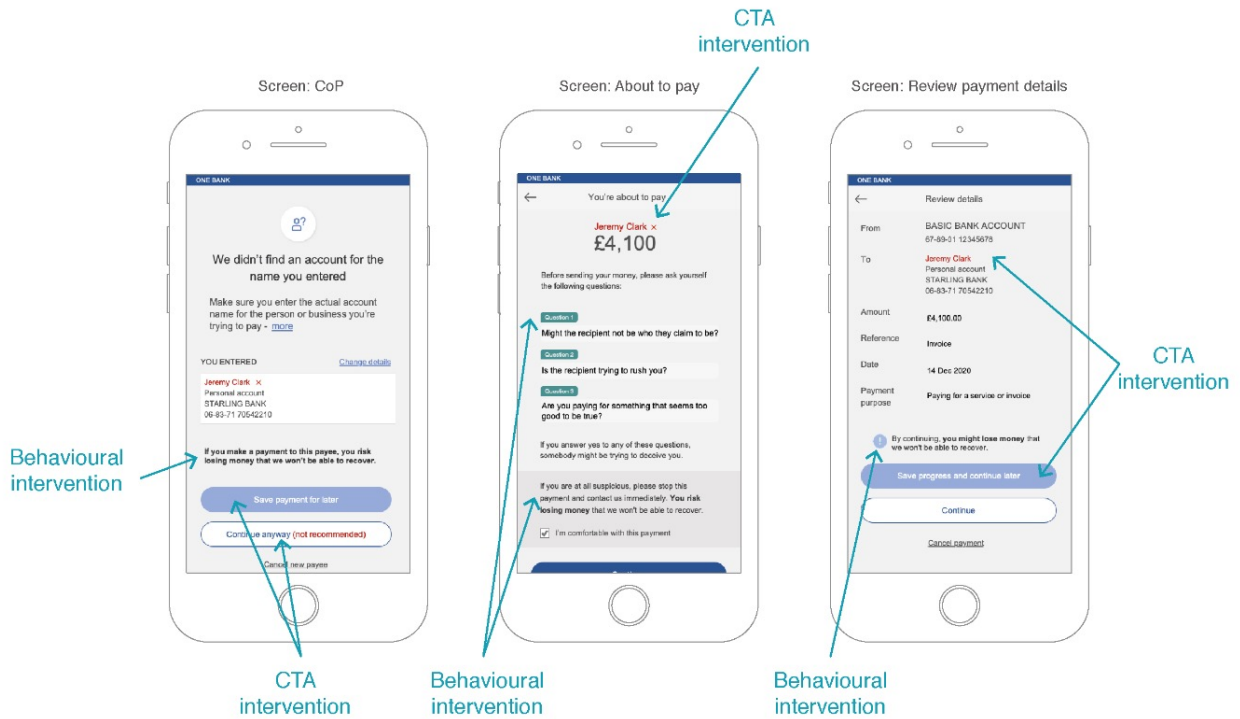 CTA
intervention
Screen: CoP
Screen: About to pay
Screen: Review payment details
ONE BANK
We didn't find an account for the
name you entered
Make sure you enter the actual account
name for the person or business you're
trying to pay - more
YOU ENTERED Change details
Jeremy Clark ×
Personal account
STARLING BANK
06-83-71 70542210
If you make a payment to this payee, you risk
losing money that we won't be able to recover.
Save payment for later
Continue anyway (not recommended)
Cancel new payee
Behavioural
intervention
CTA
intervention
ONE BANK
You're about to pay
Jeremy Clark ×
£4,100
Before sending your money, please ask yourself
the following questions:
Question 1
Might the recipient not be who they claim to be?
Question 2
Is the recipient trying to rush you?
Question 3
Are you paying for something that seems too
good to be true?
If you answer yes to any of these questions,
somebody might be trying to deceive you.
If you are at all suspicious, please stop this
payment and contact us immediately. You risk
losing money that we won't be able to recover.
I'm comfortable with this payment
Behavioural
intervention
ONE BANK
Review details
From BASIC BANK ACCOUNT
67-89-01 12345678
To Jeremy Clark
Personal account
STARLING BANK
06-83-71 70542210
Amount £4,100.00
Reference Invoice
Date 14 Dec 2020
Payment
purpose Paying for a service or invoice
By continuing, you might lose money that
we won't be able to recover.
Save progress and continue later
Continue
Cancel payment
CTA
intervention
Behavioural
intervention